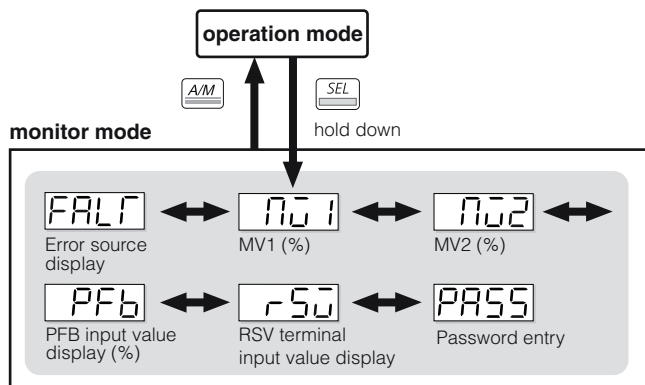 operation mode
A/M
SEL
hold down
monitor mode
FALT
MV1
MV2
Error source
display
MV1 (%)
MV2 (%)
PFb
rSV
PASS
PFB input value
display (%)
RSV terminal
input value display
Password entry